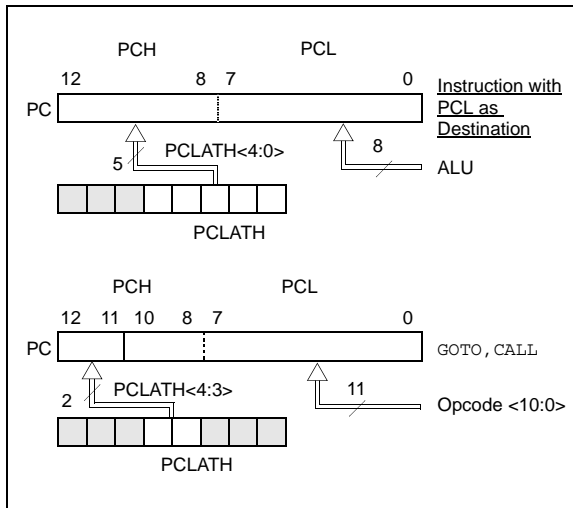 PCH PCL
12 8 7 0
Instruction with
PCL as
Destination
PC
5 PCLATH<4:0> 8
ALU
PCLATH
PCH PCL
12 11 10 8 7 0
PC GOTO,CALL
2 PCLATH<4:3> 11
Opcode <10:0>
PCLATH